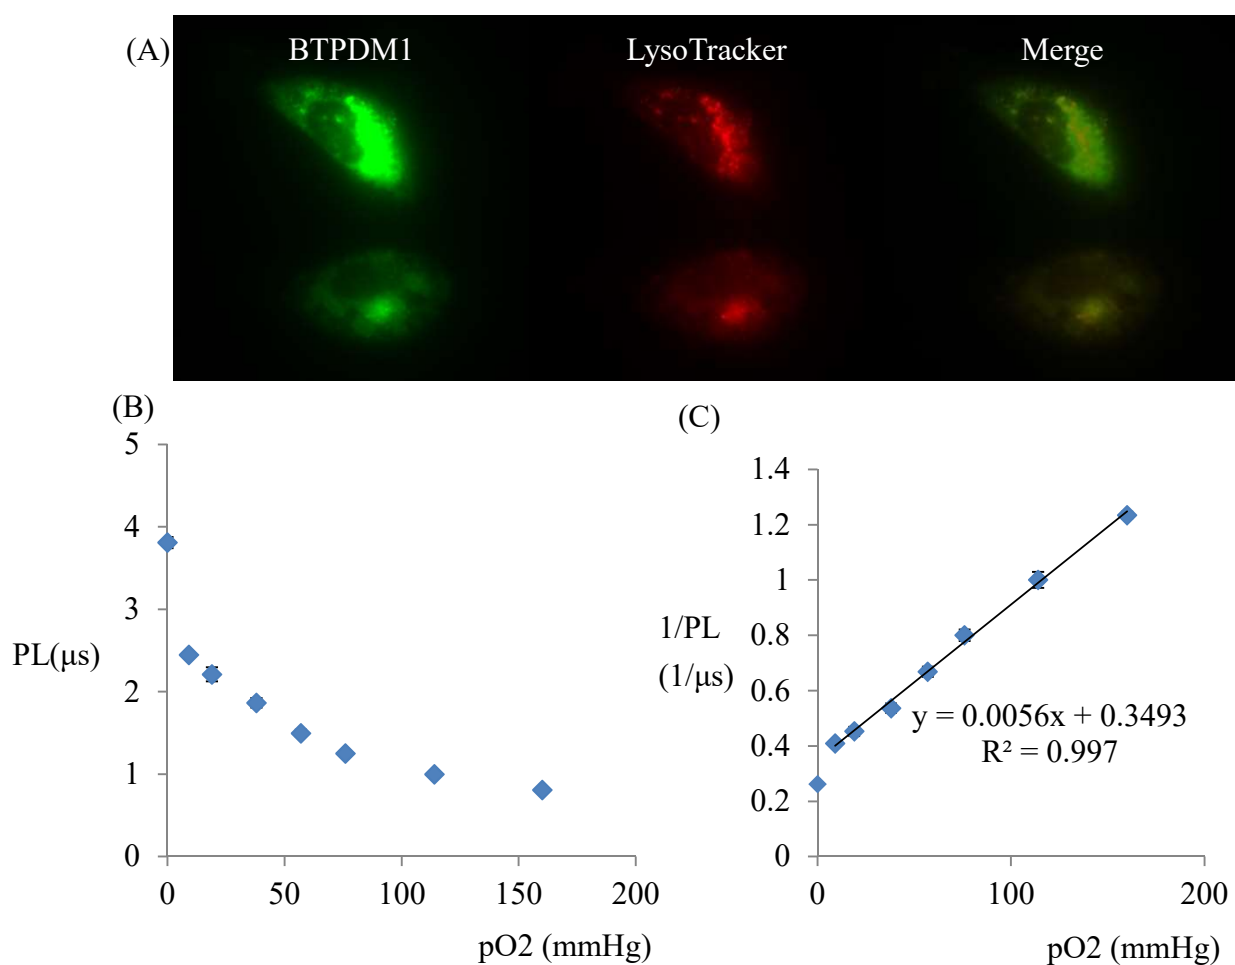 (A)
BTPDM1
LysoTracker
Merge
(B)
5
4
3
2
1
0
PL(μs)
0
50
100
150
200
pO2 (mmHg)
(C)
1.4
1.2
1
0.8
0.6
0.4
0.2
0
1/PL
(1/μs)
y = 0.0056x + 0.3493
R² = 0.997
0
100
200
pO2 (mmHg)